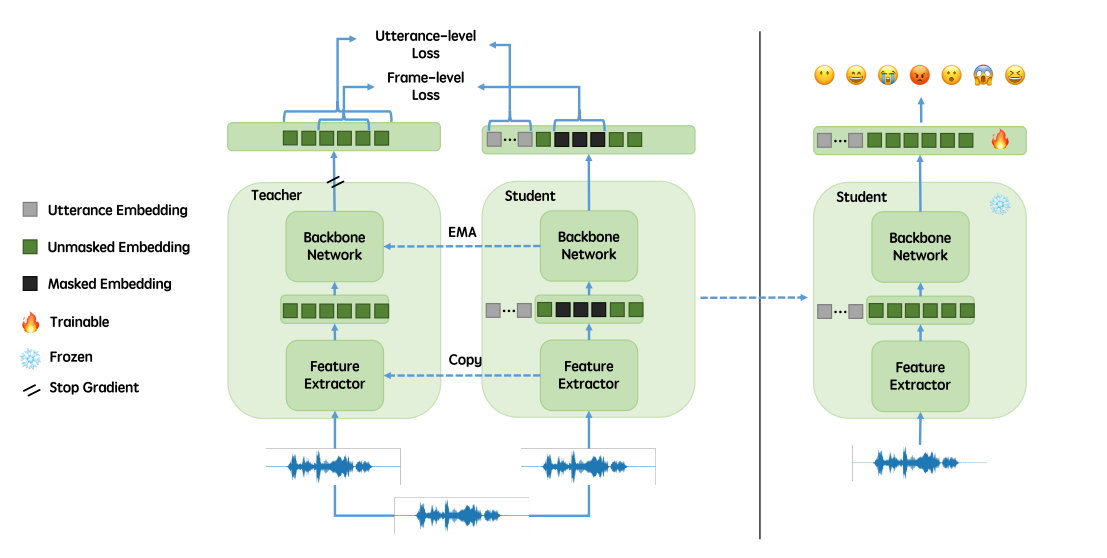 Utterance-level
Loss
Frame-level
Loss
Teacher
Student
Student
Backbone
Network
EMA
Backbone
Network
Backbone
Network
Utterance Embedding
Unmasked Embedding
Masked Embedding
Trainable
Frozen
Stop Gradient
...
...
...
...
Feature
Extractor
Copy
Feature
Extractor
Feature
Extractor